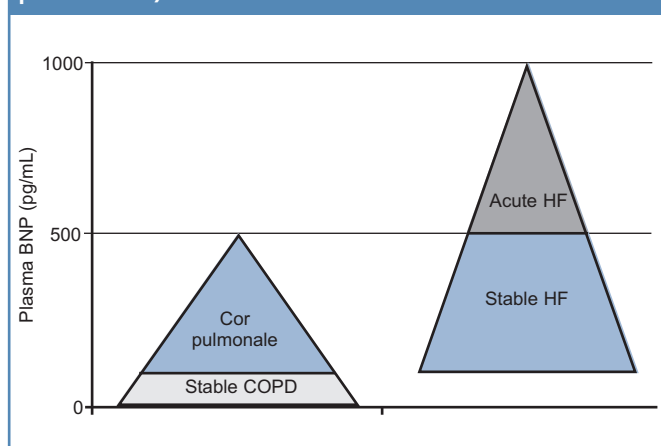 1000
Plasma BNP (pg/mL)
500
0
Cor
pulmonale
Stable COPD
Acute HF
Stable HF